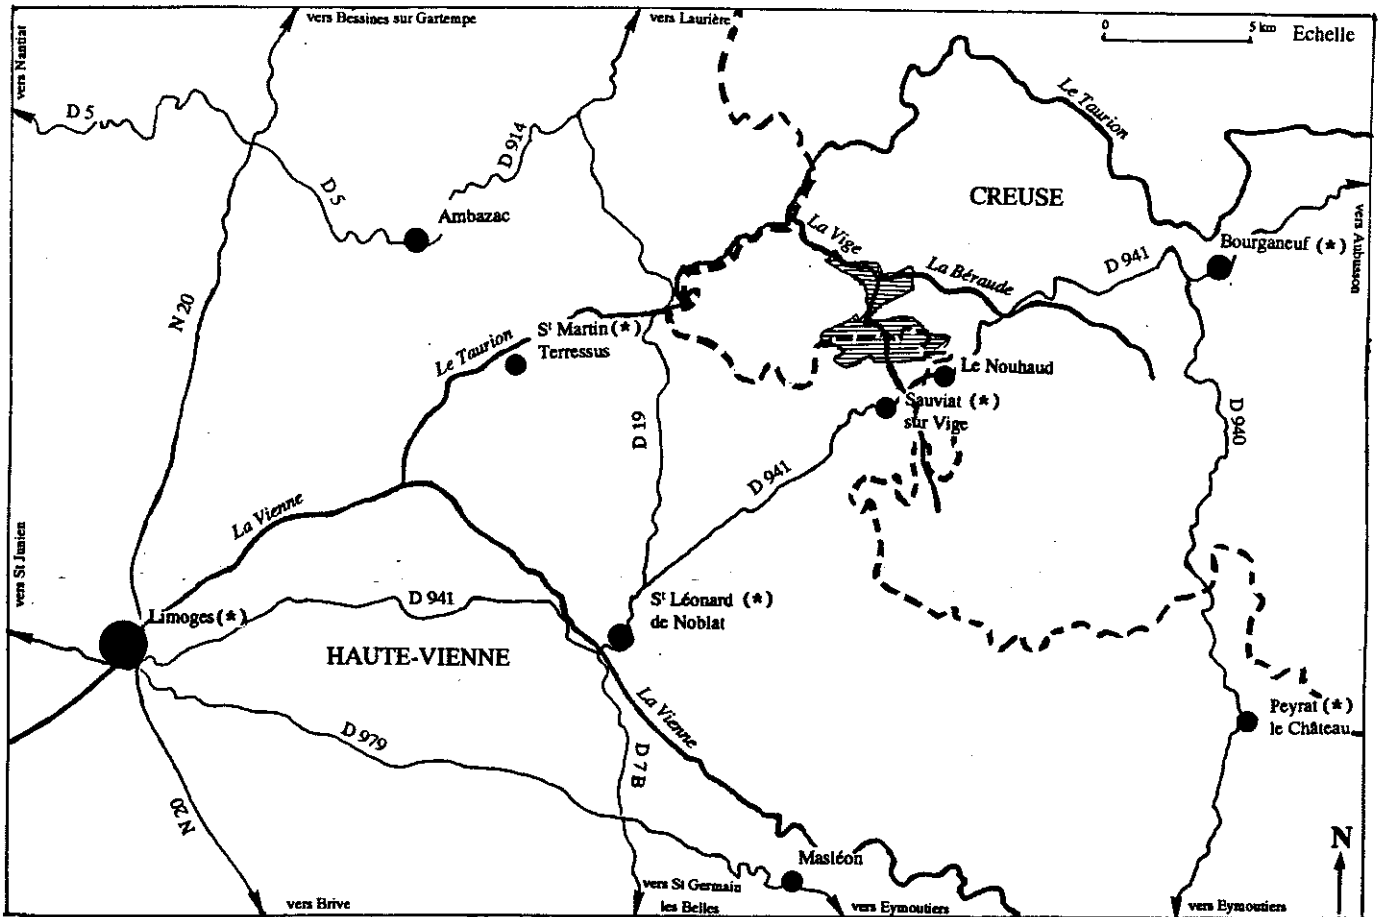 vers Bessines sur Gartempe
vers Laurière
0 5 km Echelle
vers Nantiat
D 5
D 914
Le Taurion
D 5
Ambazac
CREUSE
La Vige
vers Aubusson
Bourganeuf (*)
D 941
La Béraude
N 20
St Martin (*)
Terressus
Le Taurion
Le Nouhaud
Sauviat (*)
sur Vige
D 19
D 940
D 941
La Vienne
vers St Junien
Limoges (*)
D 941
St Léonard (*)
de Noblat
HAUTE-VIENNE
La Vienne
Peyrat (*)
le Château
D 979
D 7B
N 20
N
Masléon
vers St Germain
les Belles
vers Brive
vers Eymoutiers
vers Eymoutiers